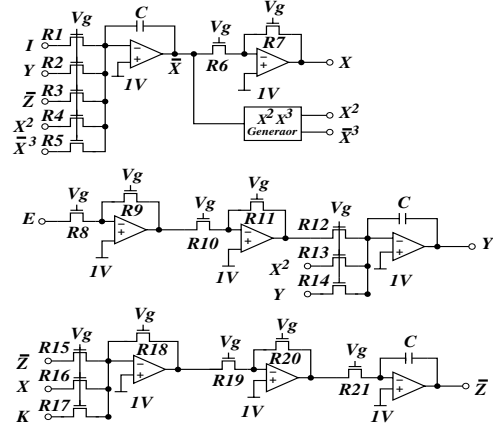 Vg C Vg
R1 Vg R7
I
R2 X̄ R6 X
Y 1V 1V
R3
Z̄
R4 X² X³ X²
X² Generaor X̄³
R5
X̄³
Vg Vg
Vg R9 Vg R11 Vg C
E R12
R8 R10 R13 Y
1V 1V X² 1V
R14
Y
Vg Vg
Vg R18 Vg R20 Vg C
R15
Z̄
R16 R19 R21 Z̄
X 1V 1V 1V
R17
K